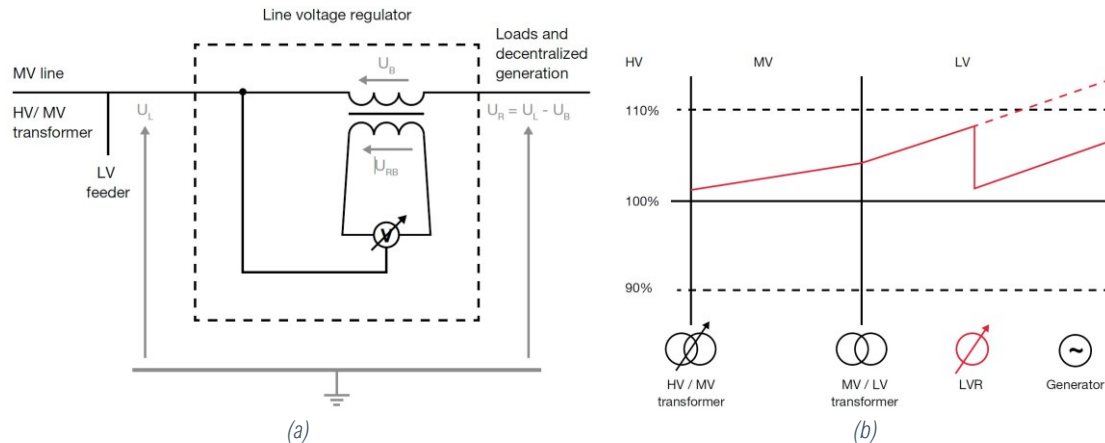 Line voltage regulator
Loads and
decentralized
generation
MV line
HV/ MV
transformer
LV
feeder
U_L
U_B
U_R = U_L - U_B
U_RB
V
(a)
HV
MV
LV
110%
100%
90%
HV / MV
transformer
MV / LV
transformer
LVR
~
Generator
(b)